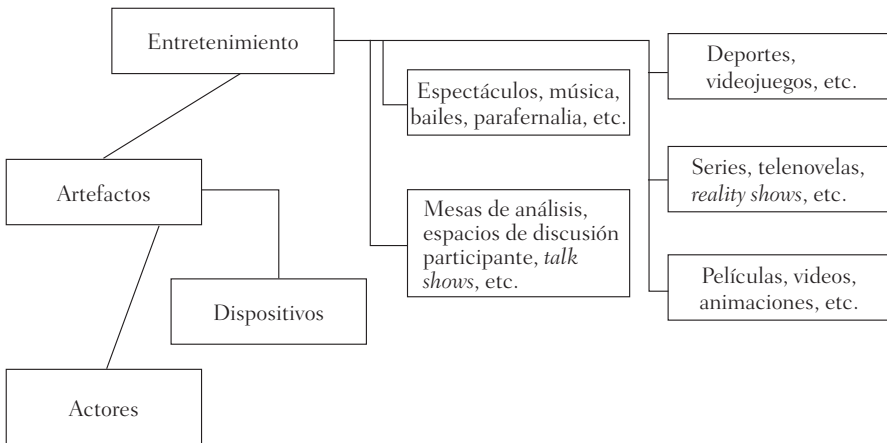 Entretenimiento
Espectáculos, música,
bailes, parafernalia, etc.
Deportes,
videojuegos, etc.
Artefactos
Mesas de análisis,
espacios de discusión
participante, talk
shows, etc.
Series, telenovelas,
reality shows, etc.
Dispositivos
Películas, videos,
animaciones, etc.
Actores